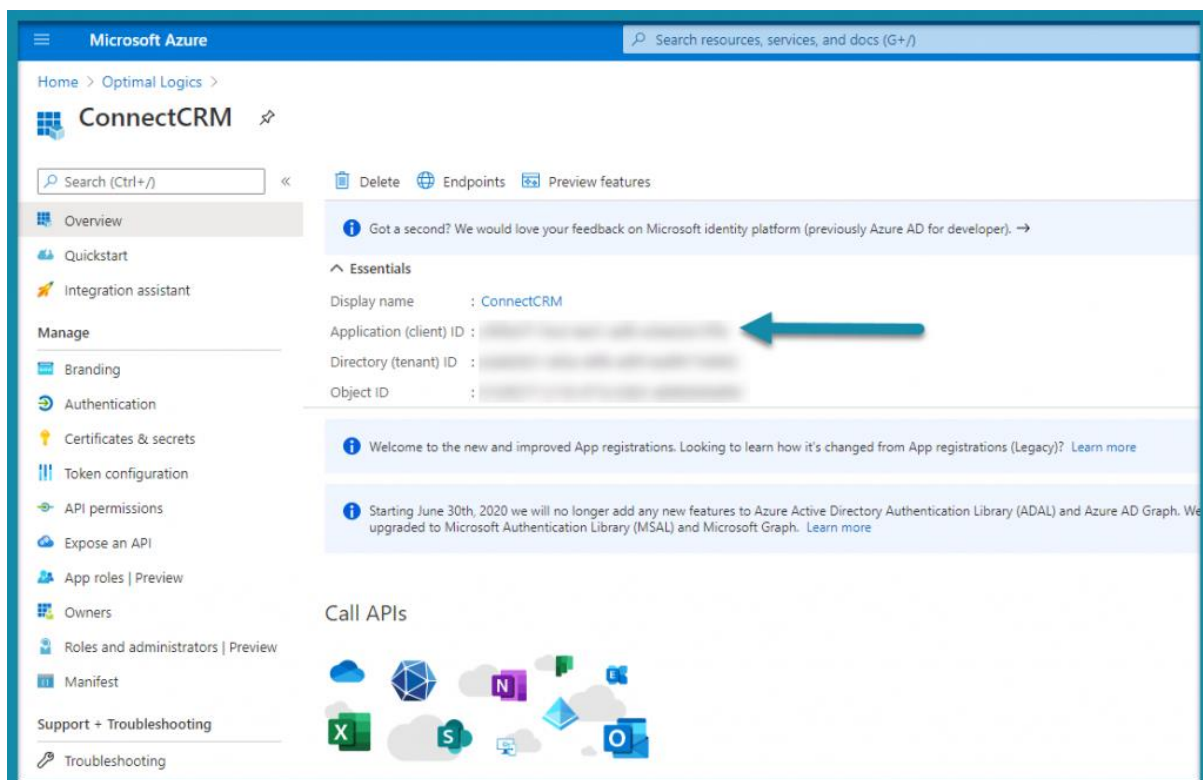 Microsoft Azure
Search resources, services, and docs (G+/)
Home > Optimal Logics >
ConnectCRM
Search (Ctrl+/)
«
Delete Endpoints Preview features
Overview
Got a second? We would love your feedback on Microsoft identity platform (previously Azure AD for developer). →
Quickstart
Integration assistant
Essentials
Display name : ConnectCRM
Application (client) ID :
Directory (tenant) ID :
Object ID :
Manage
Branding
Authentication
Certificates & secrets
Token configuration
API permissions
Expose an API
App roles | Preview
Owners
Roles and administrators | Preview
Manifest
Support + Troubleshooting
Troubleshooting
Welcome to the new and improved App registrations. Looking to learn how it's changed from App registrations (Legacy)? Learn more
Starting June 30th, 2020 we will no longer add any new features to Azure Active Directory Authentication Library (ADAL) and Azure AD Graph. We
upgraded to Microsoft Authentication Library (MSAL) and Microsoft Graph. Learn more
Call APIs
N
E
X
S
O